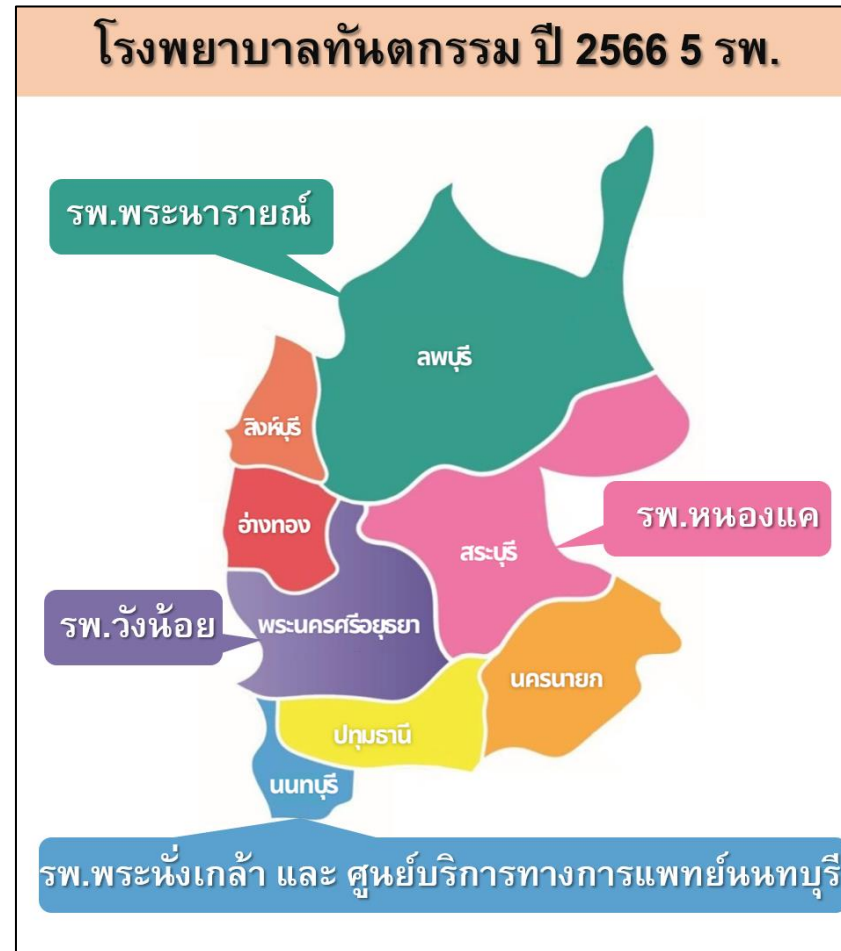 โรงพยาบาลทันตกรรม ปี 2566 5 รพ.
รพ.พระนารายณ์
ลพบุรี
สิงห์บุรี
อ่างทอง
รพ.หนองแค
สระบุรี
รพ.วังน้อย
พระนครศรีอยุธยา
นครนายก
ปทุมธานี
นนทบุรี
รพ.พระนั่งเกล้า และ ศูนย์บริการทางการแพทย์นนทบุรี